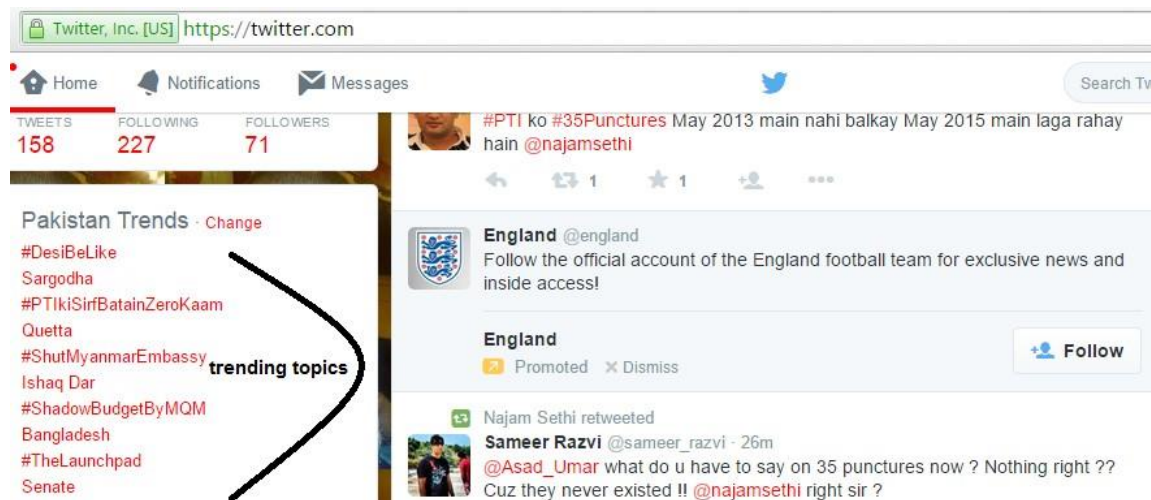 Twitter, Inc. [US] https://twitter.com
Home Notifications Messages Search Tw
TWEETS FOLLOWING FOLLOWERS
158 227 71
Pakistan Trends · Change
#DesiBeLike
Sargodha
#PTIkiSirfBatainZeroKaam
Quetta
#ShutMyanmarEmbassy
Ishaq Dar
#ShadowBudgetByMQM
Bangladesh
#TheLaunchpad
Senate
trending topics
#PTI ko #35Punctures May 2013 main nahi balkay May 2015 main laga rahay
hain @najamsethi
1 1
England @england
Follow the official account of the England football team for exclusive news and
inside access!
England
Promoted Dismiss
Follow
Najam Sethi retweeted
Sameer Razvi @sameer_razvi · 26m
@Asad_Umar what do u have to say on 35 punctures now ? Nothing right ??
Cuz they never existed !! @najamsethi right sir ?